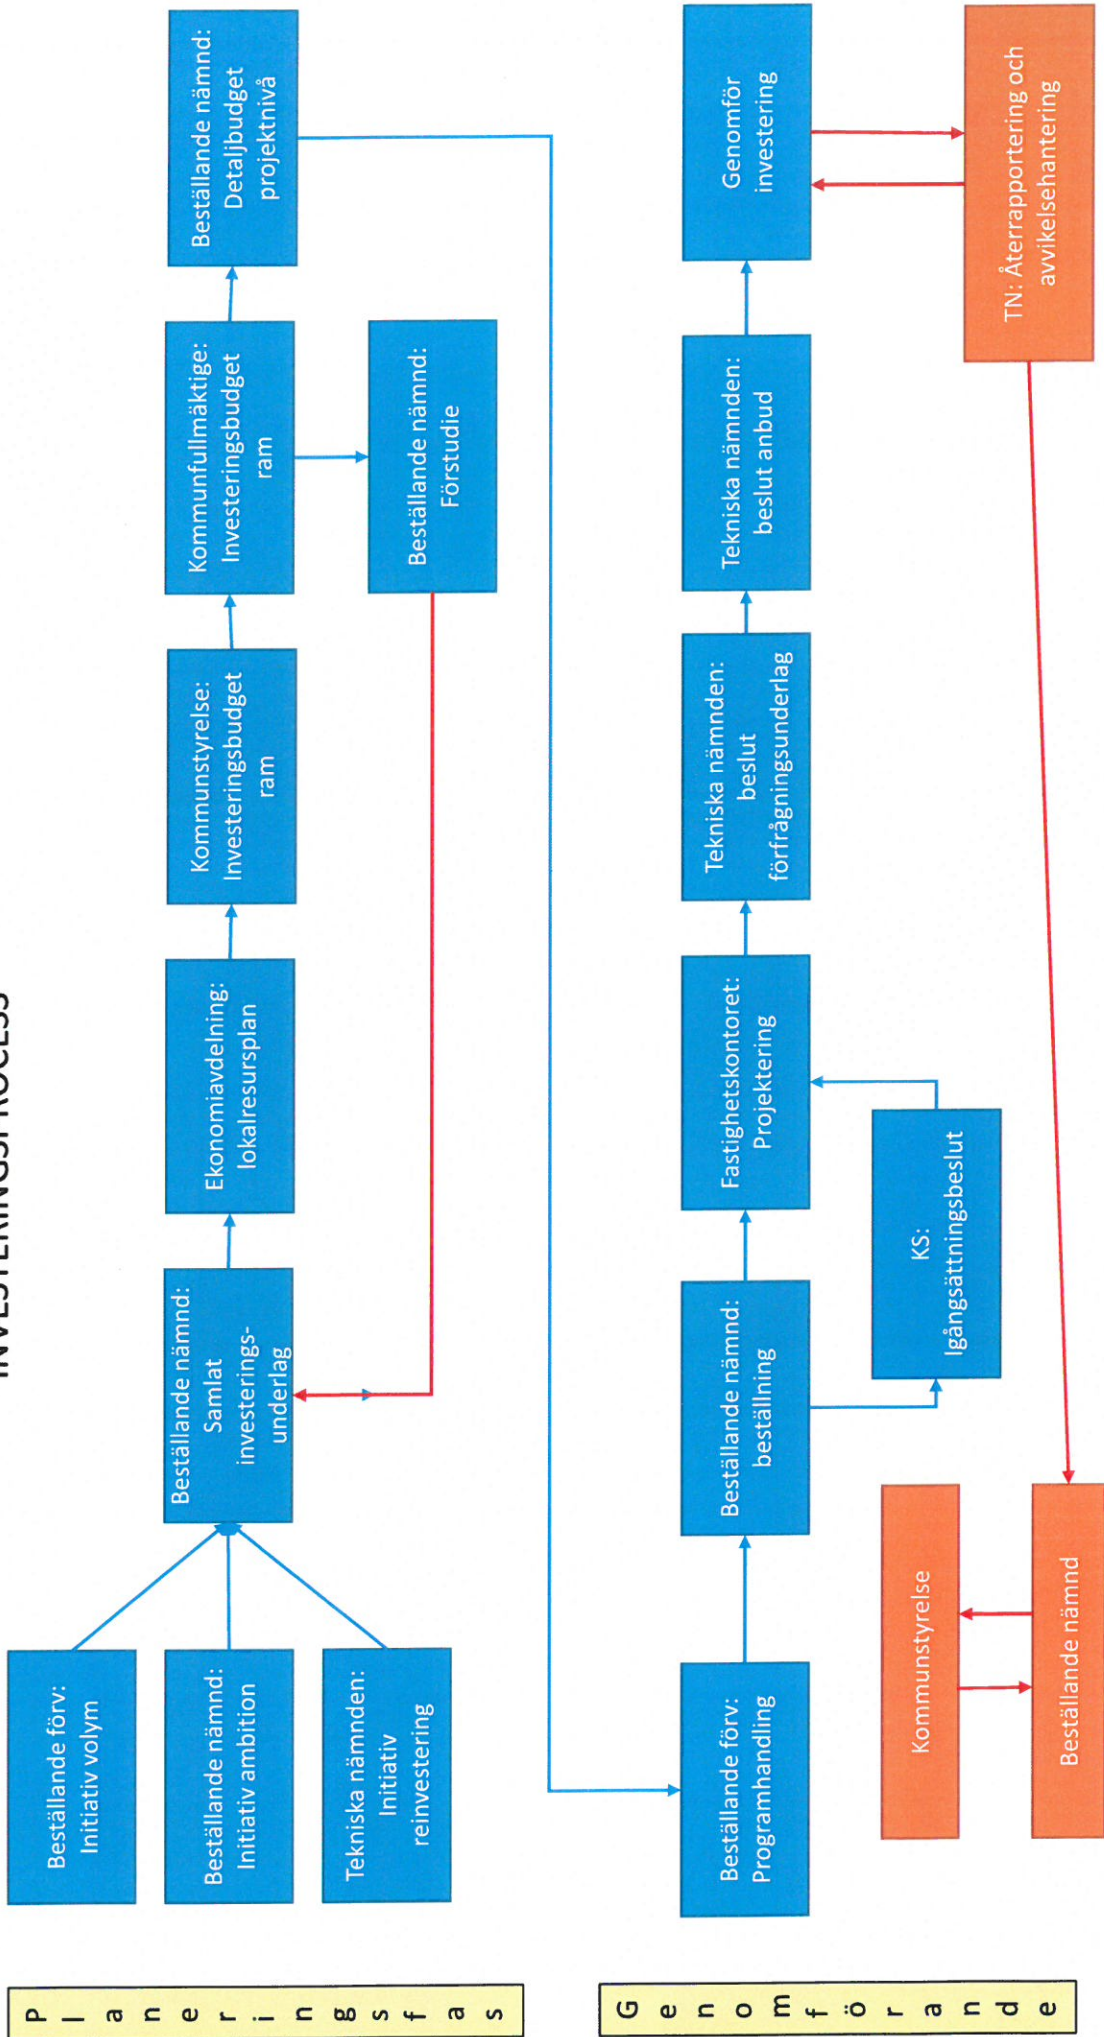 INVESTERINGSPROCESS
Planeringsfas
Beställande förv:
Initiativ volym
Beställande nämnd:
Initiativ ambition
Tekniska nämnden:
Initiativ
reinvestering
Beställande nämnd:
Samlat
investerings-
underlag
Ekonomiavdelning:
lokalresursplan
Kommunstyrelse:
Investeringsbudget
ram
Kommunfullmäktige:
Investeringsbudget
ram
Beställande nämnd:
Detaljbudget
projektnivå
Beställande nämnd:
Förstudie
Genomförande
Beställande förv:
Programhandling
Beställande nämnd:
beställning
Fastighetskontoret:
Projektering
Tekniska nämnden:
beslut
förfrågningsunderlag
Tekniska nämnden:
beslut anbud
Genomför
investering
KS:
Igångsättningsbeslut
Kommunstyrelse
Beställande nämnd
TN: Återrapportering och
avvikelsehantering